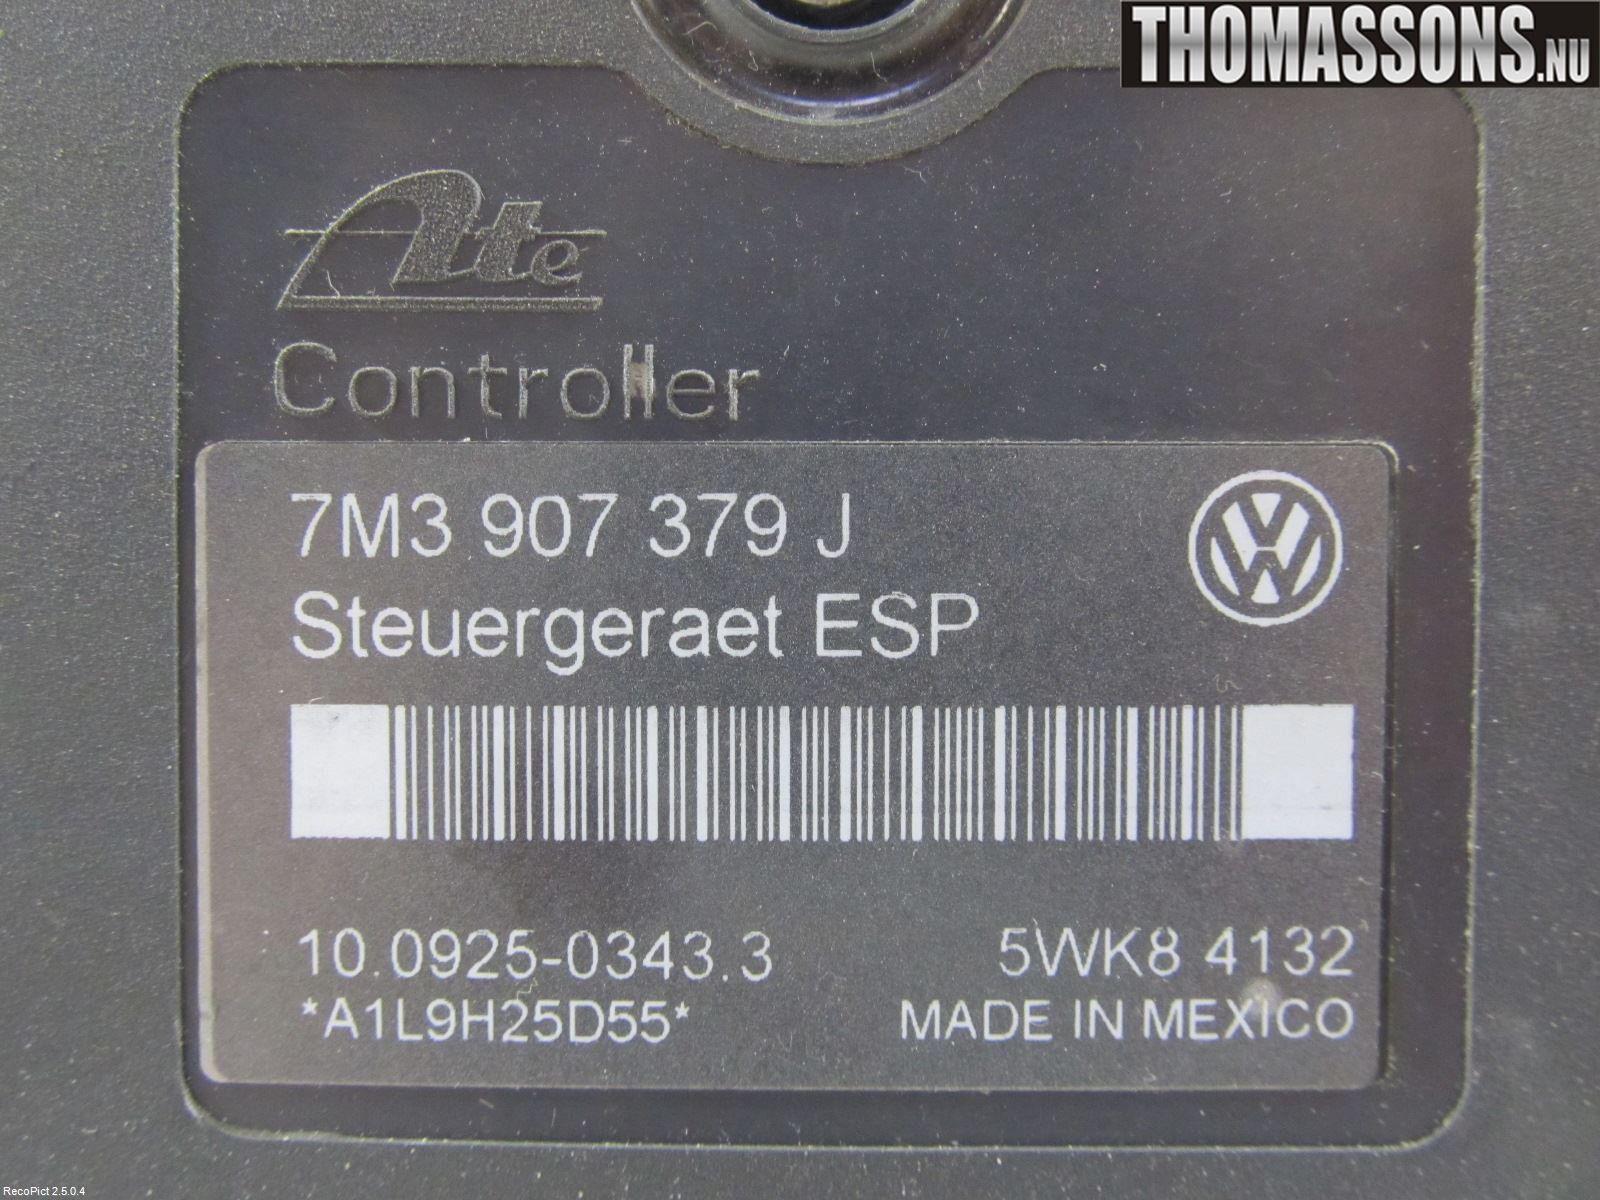 THOMASSONS.NU
Ate
Controller
7M3 907 379 J
Steuergeraet ESP
10.0925-0343.3
5WK8 4132
*A1L9H25D55*
MADE IN MEXICO
RecoPict 2.5.0.4